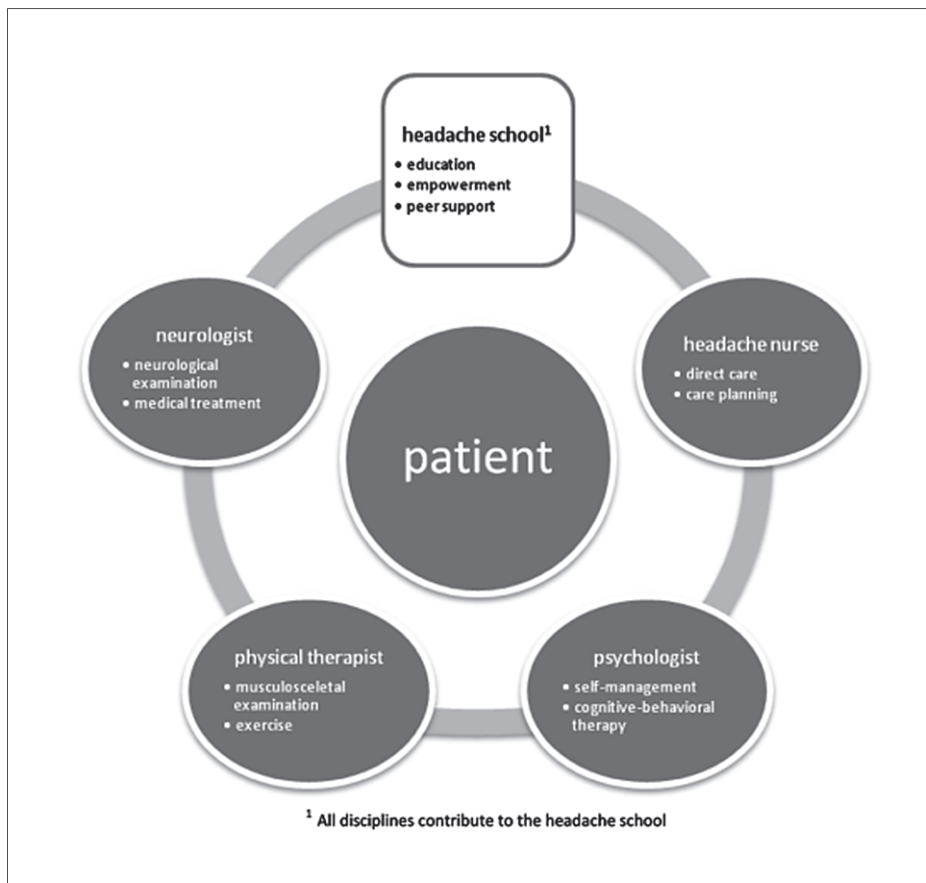 headache school¹
• education
• empowerment
• peer support
neurologist
• neurological
examination
• medical treatment
headache nurse
• direct care
• care planning
patient
physical therapist
• musculosceletal
examination
• exercise
psychologist
• self-management
• cognitive-behavioral
therapy
¹ All disciplines contribute to the headache school